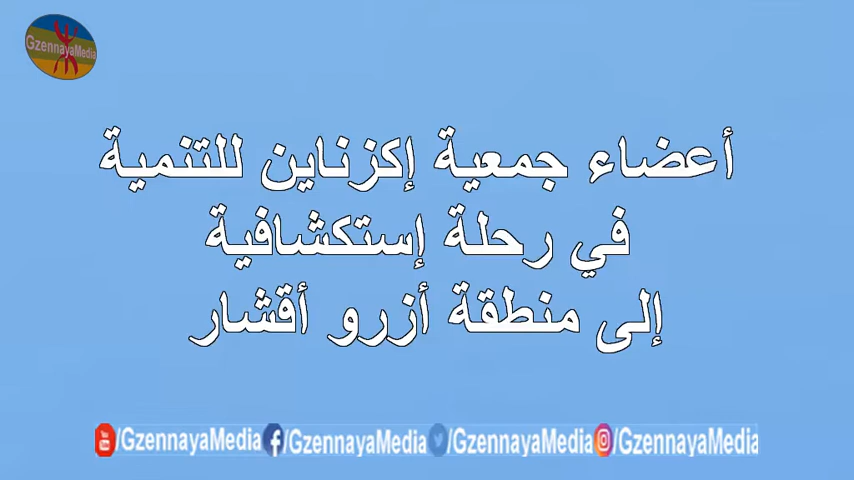 GzennayaMedia
أعضاء جمعية إكزناين للتنمية
في رحلة إستكشافية
إلى منطقة أزرو أقشار
/GzennayaMedia /GzennayaMedia /GzennayaMedia /GzennayaMedia